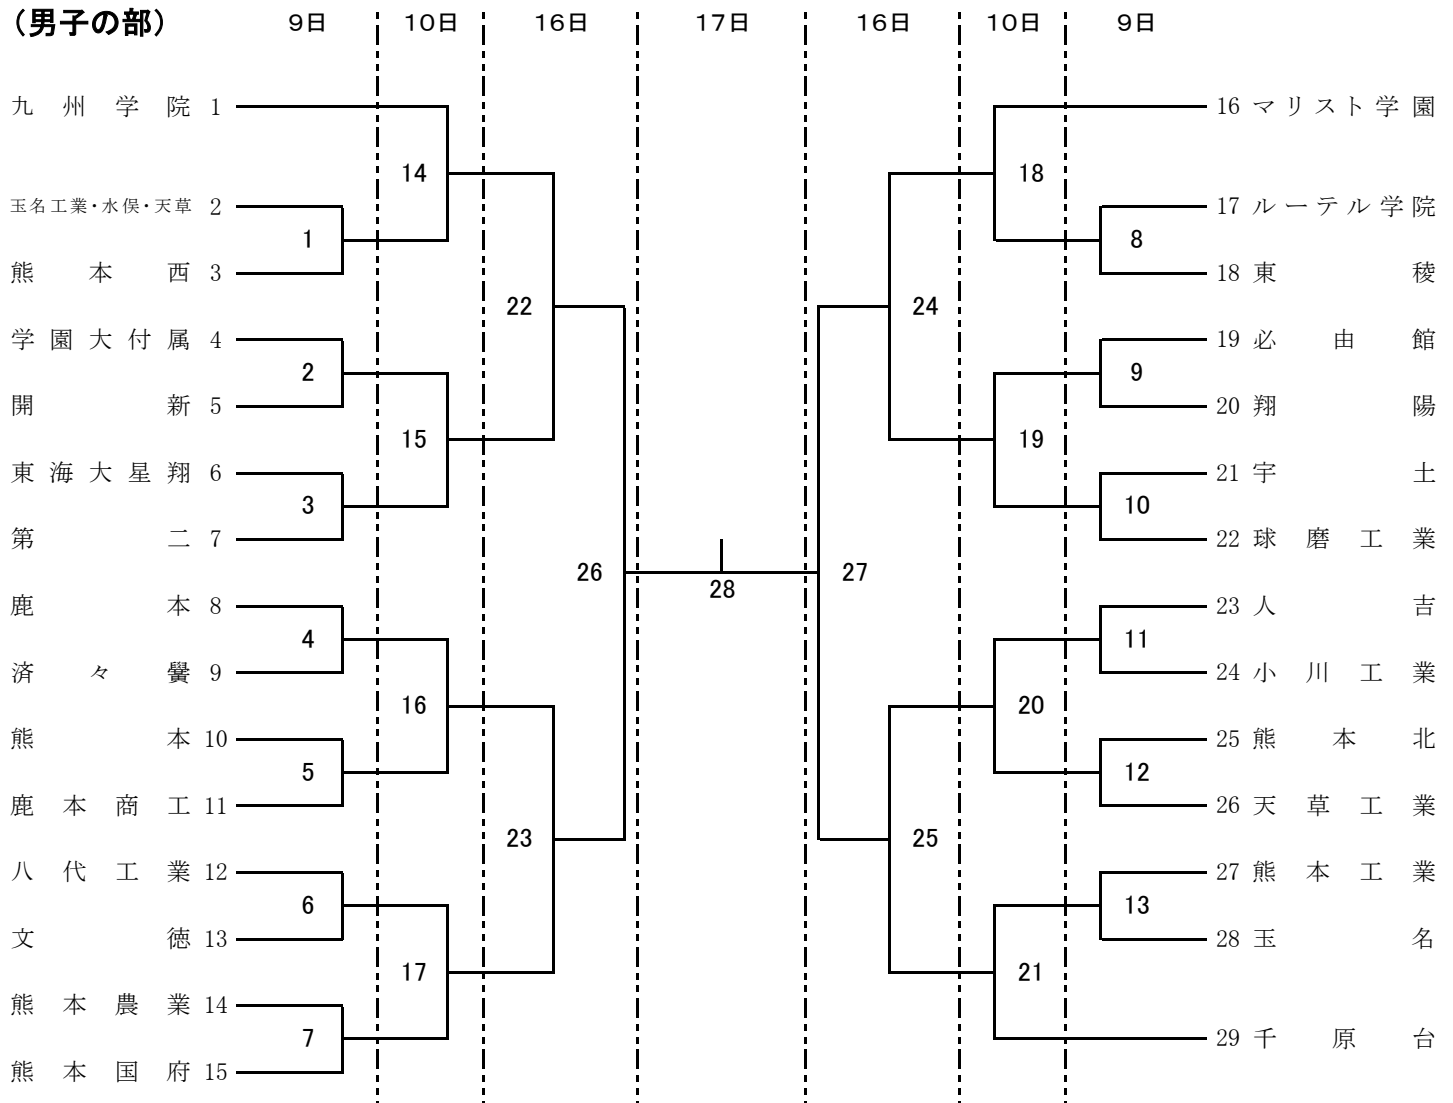 (男子の部) 9日 10日 16日 17日 16日 10日 9日
九州学院 1
16 マリスト学園
14
18
玉名工業・水俣・天草 2
17 ルーテル学院
1
8
熊本西 3
18 東稜
22
24
学園大付属 4
19 必由館
2
9
開新 5
20 翔陽
15
19
東海大星翔 6
21 宇土
3
10
第二 7
22 球磨工業
26
28
27
鹿本 8
23 人吉
4
11
済々黌 9
24 小川工業
16
20
熊本 10
25 熊本北
5
12
鹿本商工 11
26 天草工業
23
25
八代工業 12
27 熊本工業
6
13
文徳 13
28 玉名
17
21
熊本農業 14
7
29 千原台
熊本国府 15